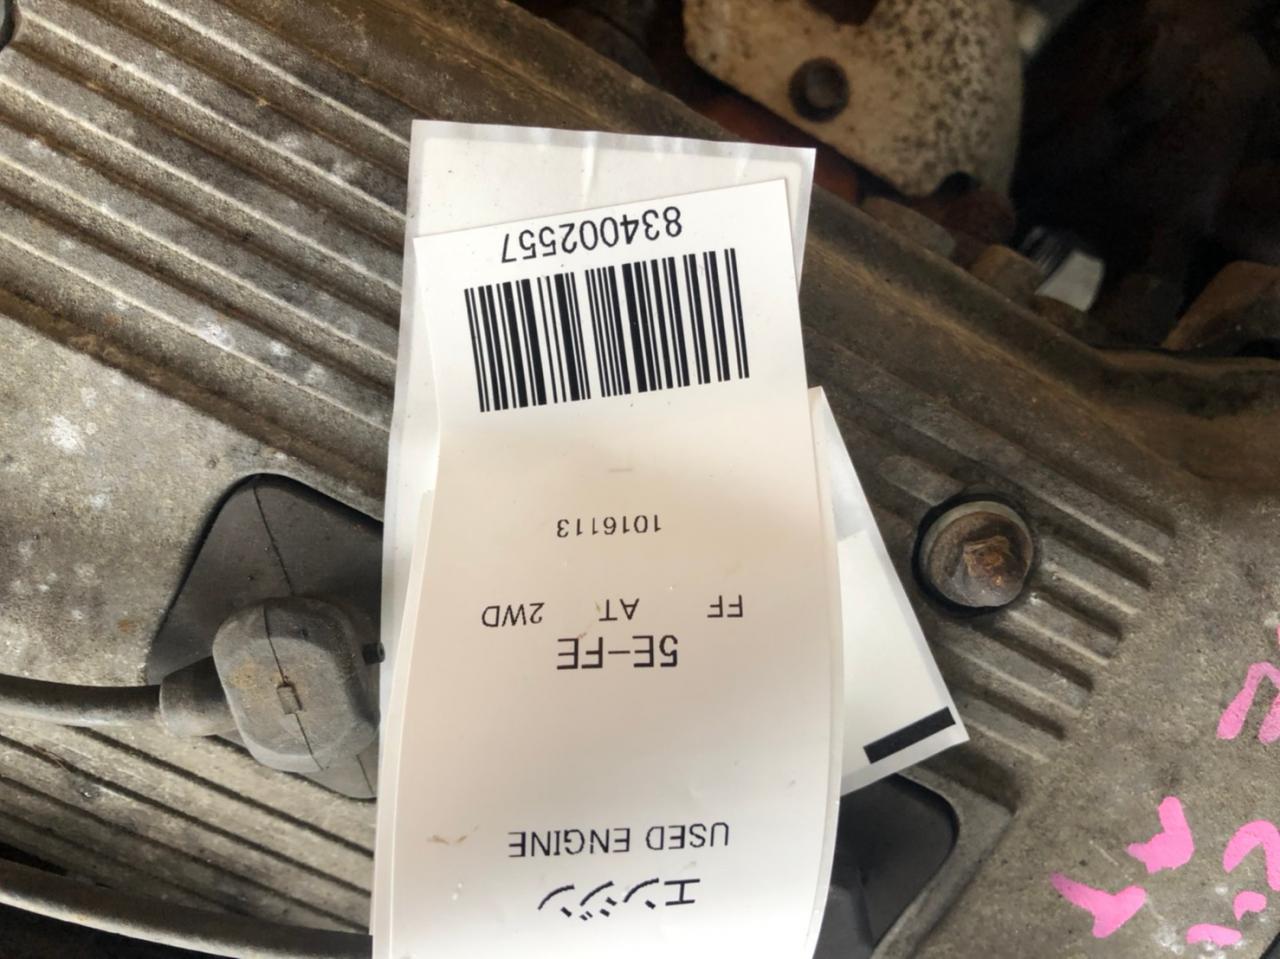 エンジン
USED ENGINE
5E-FE
FF AT 2WD
1016113
834002557